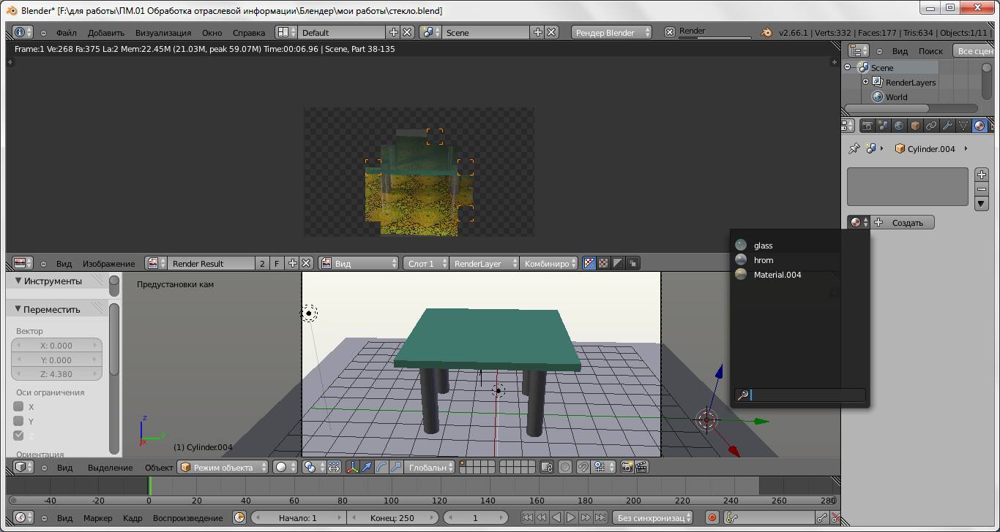 Blender* [F:\для работы\ПМ.01 Обработка отраслевой информации\Блендер\мои работы\стекло.blend]
Файл Добавить Визуализация Окно Справка Default Scene Рендер Blender Render v2.66.1 | Verts:332 | Faces:177 | Tris:634 | Objects:1/11 |
Frame:1 Ve:268 Fa:375 La:2 Mem:22.45M (21.03M, peak 59.07M) Time:00:06.96 | Scene, Part 38-135
Вид Поиск Все сцен
Scene
RenderLayers
World
Cylinder.004
Создать
glass
hrom
Material.004
Вид Изображение Render Result 2 F Вид Слот 1 RenderLayer Комбиниро
Инструменты
Переместить
Вектор
X: 0.000
Y: 0.000
Z: 4.380
Оси ограничения
X
Y
Z
Ориентация
Предустановки кам
z
y
x
(1) Cylinder.004
Вид Выделение Объект Режим объекта Глобальн
-40 -20 0 20 40 60 80 100 120 140 160 180 200 220 240 260 280
Вид Маркер Кадр Воспроизведение Начало: 1 Конец: 250 1 Без синхронизац